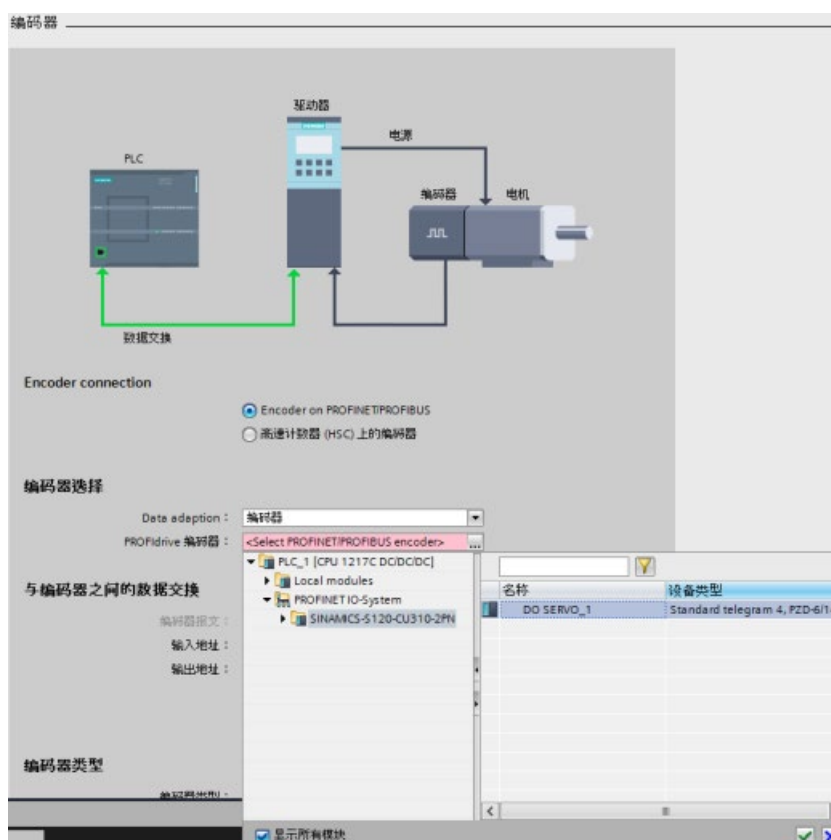 编码器
驱动器
电源
PLC
编码器
电机
数据交换
Encoder connection
Encoder on PROFINET/PROFIBUS
高速计数器 (HSC) 上的编码器
编码器选择
Data adaption：
编码器
PROFIdrive 编码器：
<Select PROFINET/PROFIBUS encoder>
...
PLC_1 [CPU 1217C DC/DC/DC]
Local modules
PROFINET IO-System
SINAMICS-S120-CU310-2PN
名称
设备类型
DO SERVO_1
Standard telegram 4, PZD-6/1
与编码器之间的数据交换
编码器报文：
输入地址：
输出地址：
编码器类型
编码器类型：
显示所有模块